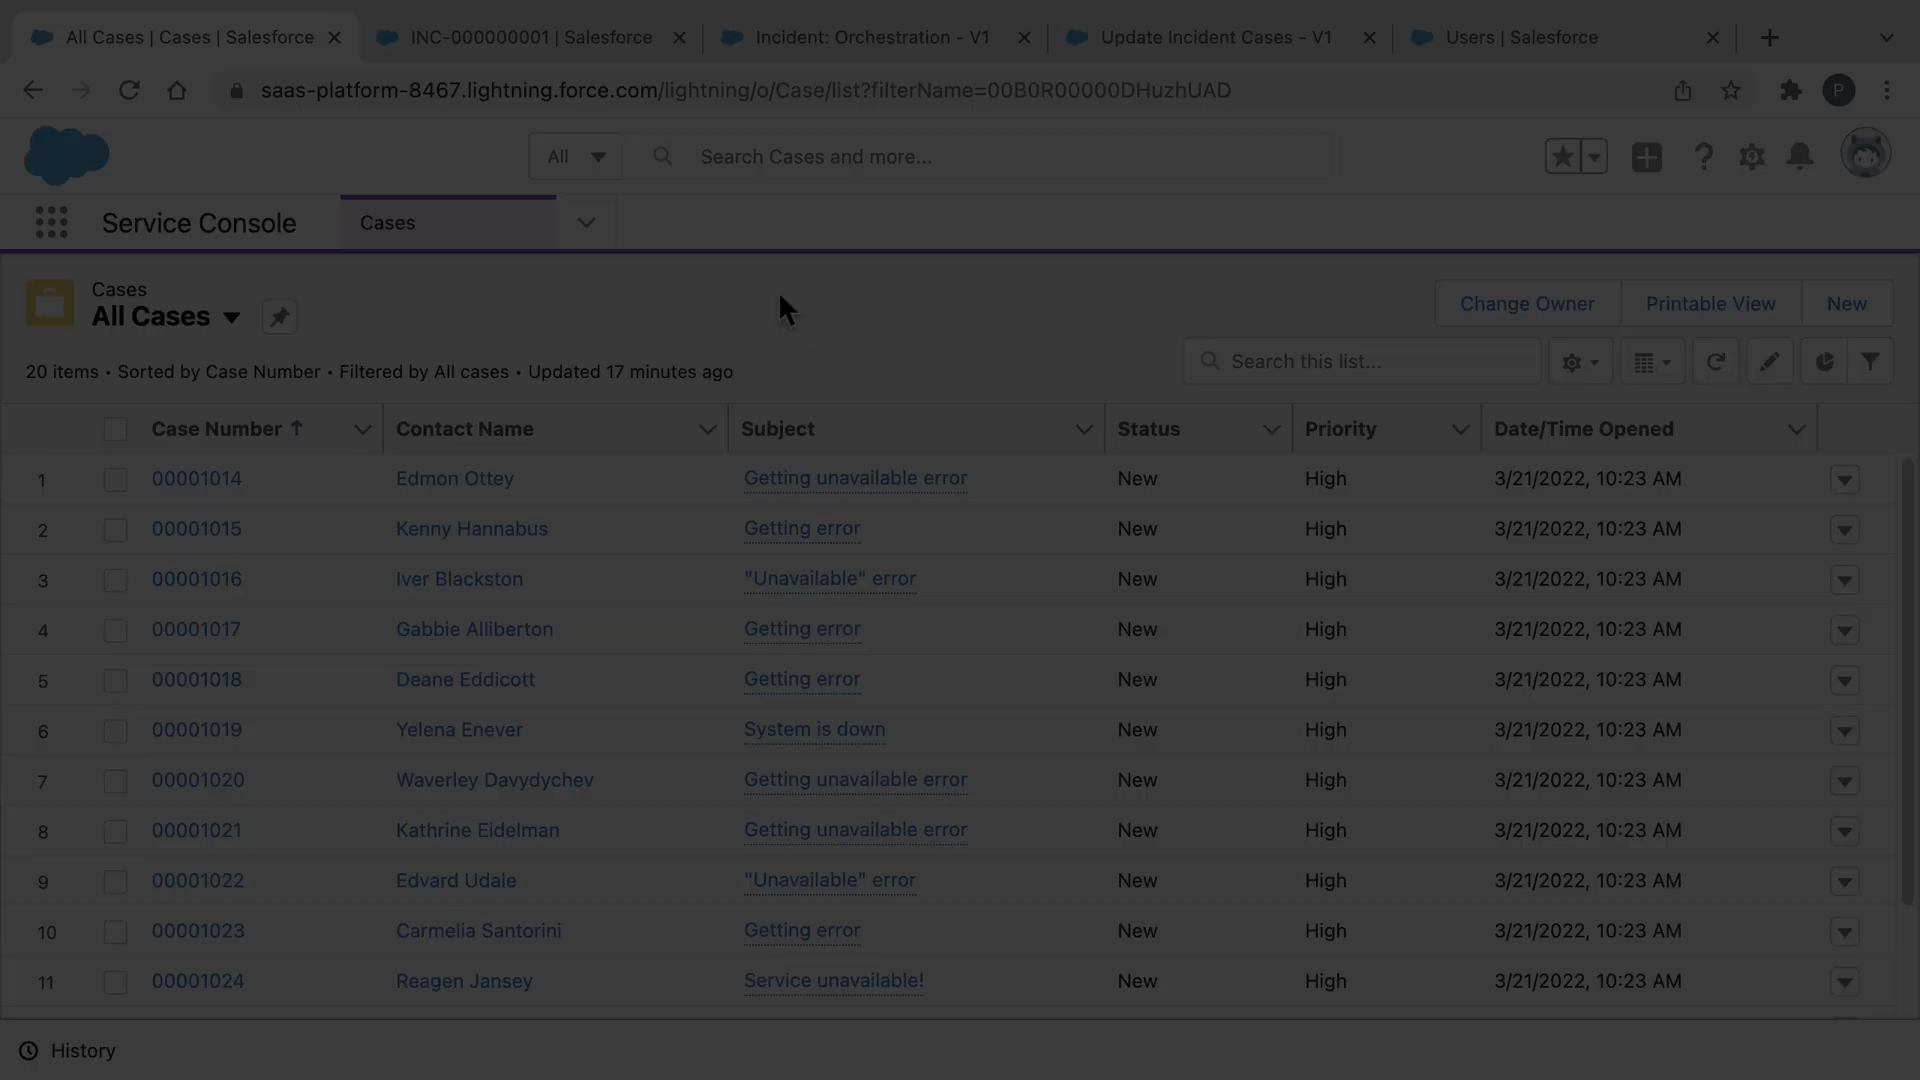 All Cases | Cases | Salesforce
INC-000000001 | Salesforce
Incident: Orchestration - V1
Update Incident Cases - V1
Users | Salesforce
saas-platform-8467.lightning.force.com/lightning/o/Case/list?filterName=00B0R00000DHuzhUAD
P
All
Search Cases and more...
Service Console
Cases
Cases
All Cases
Change Owner
Printable View
New
20 items • Sorted by Case Number • Filtered by All cases • Updated 17 minutes ago
Search this list...
Case Number Contact Name Subject Status Priority Date/Time Opened
1 00001014 Edmon Ottey Getting unavailable error New High 3/21/2022, 10:23 AM
2 00001015 Kenny Hannabus Getting error New High 3/21/2022, 10:23 AM
3 00001016 Iver Blackston "Unavailable" error New High 3/21/2022, 10:23 AM
4 00001017 Gabbie Alliberton Getting error New High 3/21/2022, 10:23 AM
5 00001018 Deane Eddicott Getting error New High 3/21/2022, 10:23 AM
6 00001019 Yelena Enever System is down New High 3/21/2022, 10:23 AM
7 00001020 Waverley Davydychev Getting unavailable error New High 3/21/2022, 10:23 AM
8 00001021 Kathrine Eidelman Getting unavailable error New High 3/21/2022, 10:23 AM
9 00001022 Edvard Udale "Unavailable" error New High 3/21/2022, 10:23 AM
10 00001023 Carmelia Santorini Getting error New High 3/21/2022, 10:23 AM
11 00001024 Reagen Jansey Service unavailable! New High 3/21/2022, 10:23 AM
History